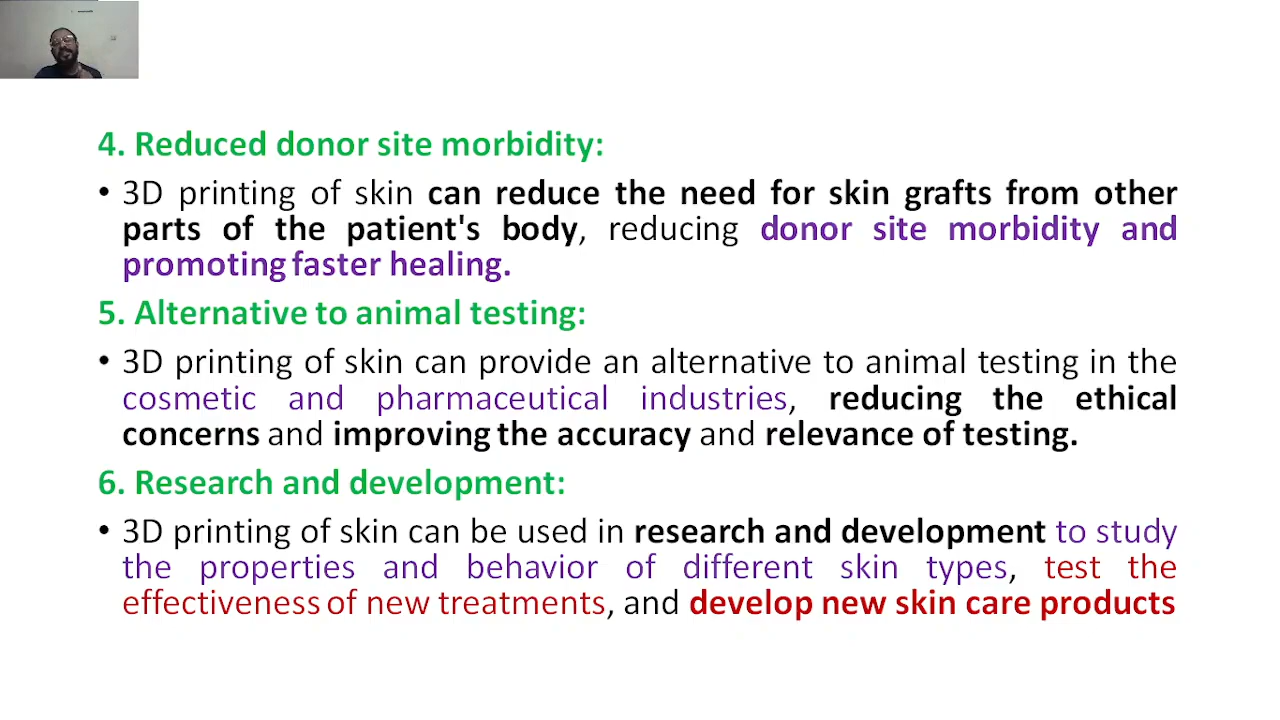 4. Reduced donor site morbidity:
• 3D printing of skin can reduce the need for skin grafts from other
parts of the patient's body, reducing donor site morbidity and
promoting faster healing.
5. Alternative to animal testing:
• 3D printing of skin can provide an alternative to animal testing in the
cosmetic and pharmaceutical industries, reducing the ethical
concerns and improving the accuracy and relevance of testing.
6. Research and development:
• 3D printing of skin can be used in research and development to study
the properties and behavior of different skin types, test the
effectiveness of new treatments, and develop new skin care products